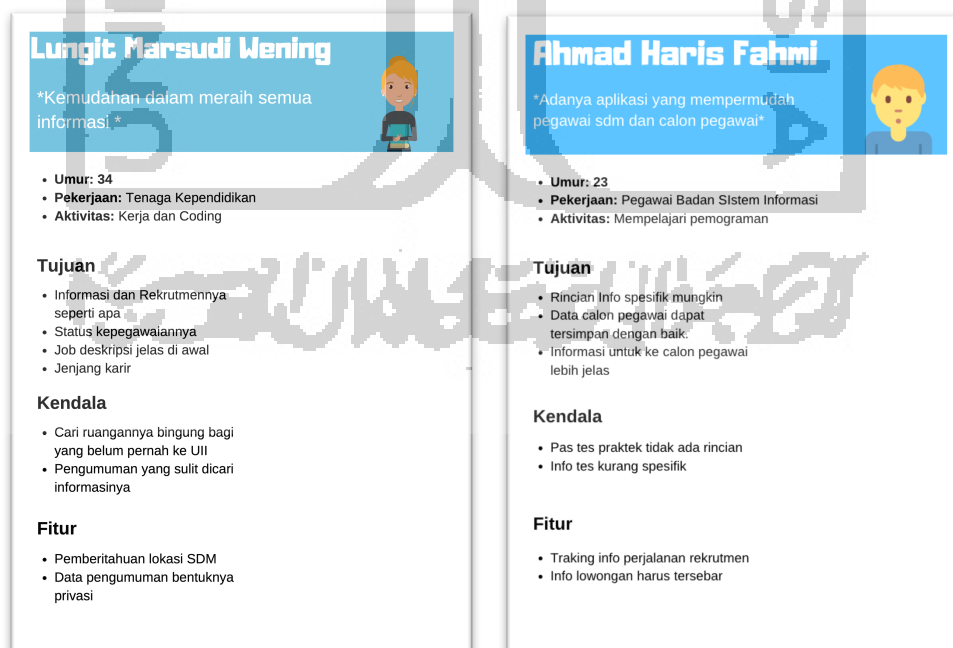 Lungit Marsudi Wening
*Kemudahan dalam meraih semua
informasi *
• Umur: 34
• Pekerjaan: Tenaga Kependidikan
• Aktivitas: Kerja dan Coding
Tujuan
• Informasi dan Rekrutmennya
seperti apa
• Status kepegawaiannya
• Job deskripsi jelas di awal
• Jenjang karir
Kendala
• Cari ruangannya bingung bagi
yang belum pernah ke UII
• Pengumuman yang sulit dicari
informasinya
Fitur
• Pemberitahuan lokasi SDM
• Data pengumuman bentuknya
privasi
Ahmad Haris Fahmi
*Adanya aplikasi yang mempermudah
pegawai sdm dan calon pegawai*
• Umur: 23
• Pekerjaan: Pegawai Badan SIstem Informasi
• Aktivitas: Mempelajari pemograman
Tujuan
• Rincian Info spesifik mungkin
• Data calon pegawai dapat
tersimpan dengan baik.
• Informasi untuk ke calon pegawai
lebih jelas
Kendala
• Pas tes praktek tidak ada rincian
• Info tes kurang spesifik
Fitur
• Traking info perjalanan rekrutmen
• Info lowongan harus tersebar